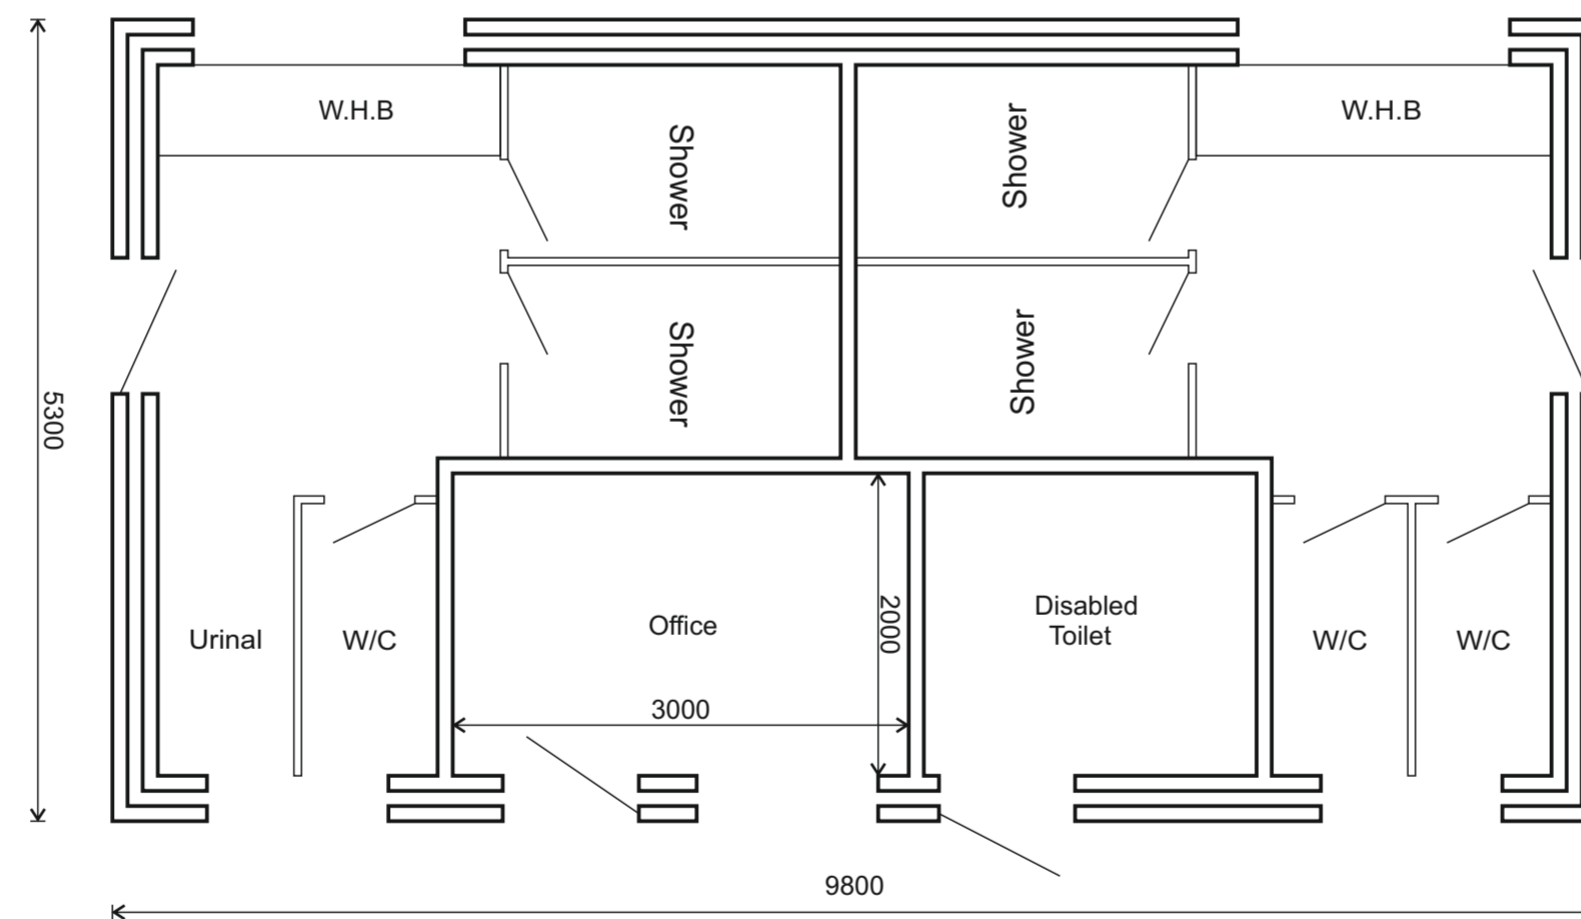 W.H.B
Shower
Shower
W.H.B
Shower
Shower
5300
Urinal
W/C
Office
2000
3000
Disabled
Toilet
W/C
W/C
9800